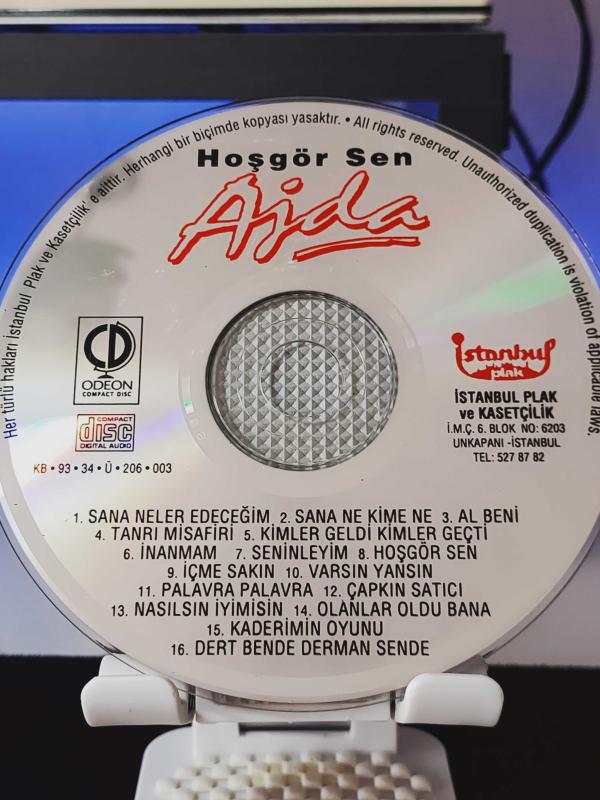 Her türlü hakları İstanbul Plak ve Kasetçilik' e aittir. Herhangi bir biçimde kopyası yasaktır. • All rights reserved. Unauthorized duplication is violation of applicable laws.
Hoşgör Sen
Ajda
CD
ODEON
COMPACT DISC
COMPACT
disc
DIGITAL AUDIO
KB • 93 • 34 • Ü • 206 • 003
istanbul
plak
İSTANBUL PLAK
ve KASETÇİLİK
İ.M.Ç. 6. BLOK NO: 6203
UNKAPANI -İSTANBUL
TEL: 527 87 82
1. SANA NELER EDECEĞİM 2. SANA NE KİME NE 3. AL BENİ
4. TANRI MİSAFİRİ 5. KİMLER GELDİ KİMLER GEÇTİ
6. İNANMAM 7. SENİNLEYİM 8. HOŞGÖR SEN
9. İÇME SAKIN 10. VARSIN YANSIN
11. PALAVRA PALAVRA 12. ÇAPKIN SATICI
13. NASILSIN İYİMİSİN 14. OLANLAR OLDU BANA
15. KADERİMİN OYUNU
16. DERT BENDE DERMAN SENDE